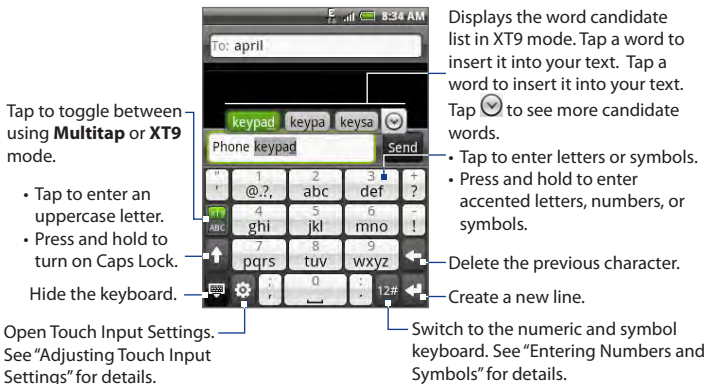 8:34 AM
To: april
keypad keypa keysa
Phone keypad Send
" 1 2 3 +
' @.?, abc def ?
XT9 4 5 6 -
ABC ghi jkl mno !
7 8 9
pqrs tuv wxyz
; 0 :
, . 12#
Tap to toggle between
using Multitap or XT9
mode.
• Tap to enter an
uppercase letter.
• Press and hold to
turn on Caps Lock.
Hide the keyboard.
Open Touch Input Settings.
See “Adjusting Touch Input
Settings” for details.
Displays the word candidate
list in XT9 mode. Tap a word to
insert it into your text. Tap a
word to insert it into your text.
Tap to see more candidate
words.
• Tap to enter letters or symbols.
• Press and hold to enter
accented letters, numbers, or
symbols.
Delete the previous character.
Create a new line.
Switch to the numeric and symbol
keyboard. See “Entering Numbers and
Symbols” for details.